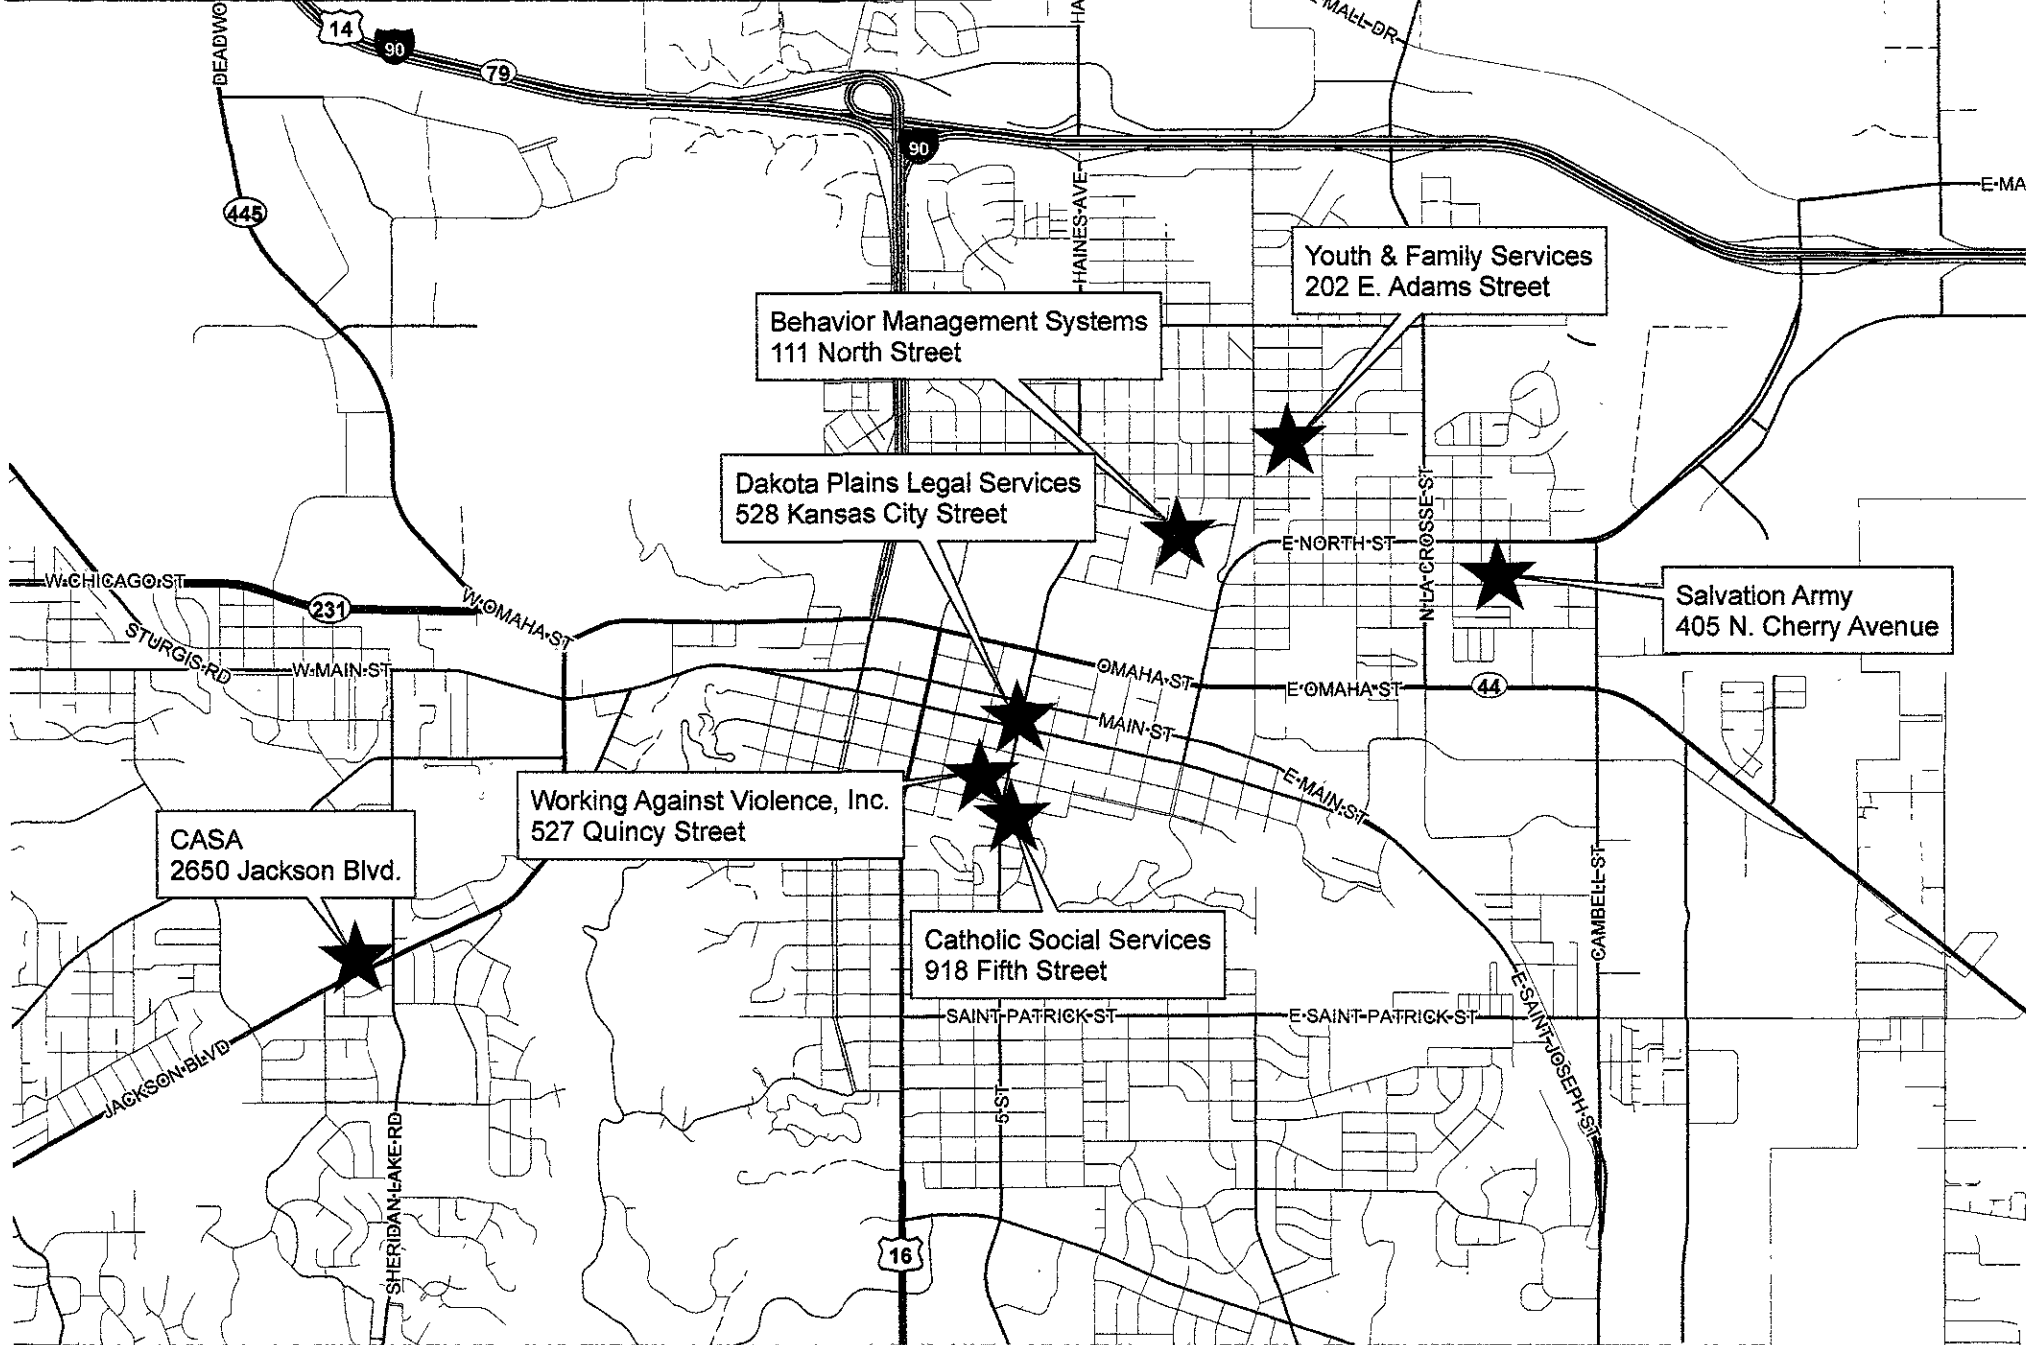 DEADWO
14
90
79
HA
E MALL DR
90
E MA
445
HAINES AVE
Youth & Family Services
202 E. Adams Street
Behavior Management Systems
111 North Street
Dakota Plains Legal Services
528 Kansas City Street
N LA CROSSE ST
E NORTH ST
W CHICAGO ST
231
W OMAHA ST
Salvation Army
405 N. Cherry Avenue
STURGIS RD
W MAIN ST
OMAHA ST
E OMAHA ST
44
MAIN ST
E MAIN ST
Working Against Violence, Inc.
527 Quincy Street
CASA
2650 Jackson Blvd.
CAMBELL ST
Catholic Social Services
918 Fifth Street
SAINT PATRICK ST
E SAINT PATRICK ST
E SAINT JOSEPH ST
JACKSON BLVD
5 ST
SHERIDAN LAKE RD
16